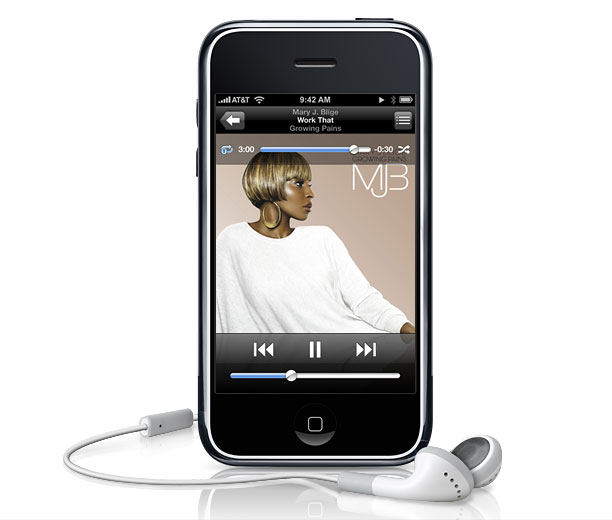 AT&T 9:42 AM
Mary J. Blige
Work That
Growing Pains
3:00 -0:30
GROWING PAINS
MJB